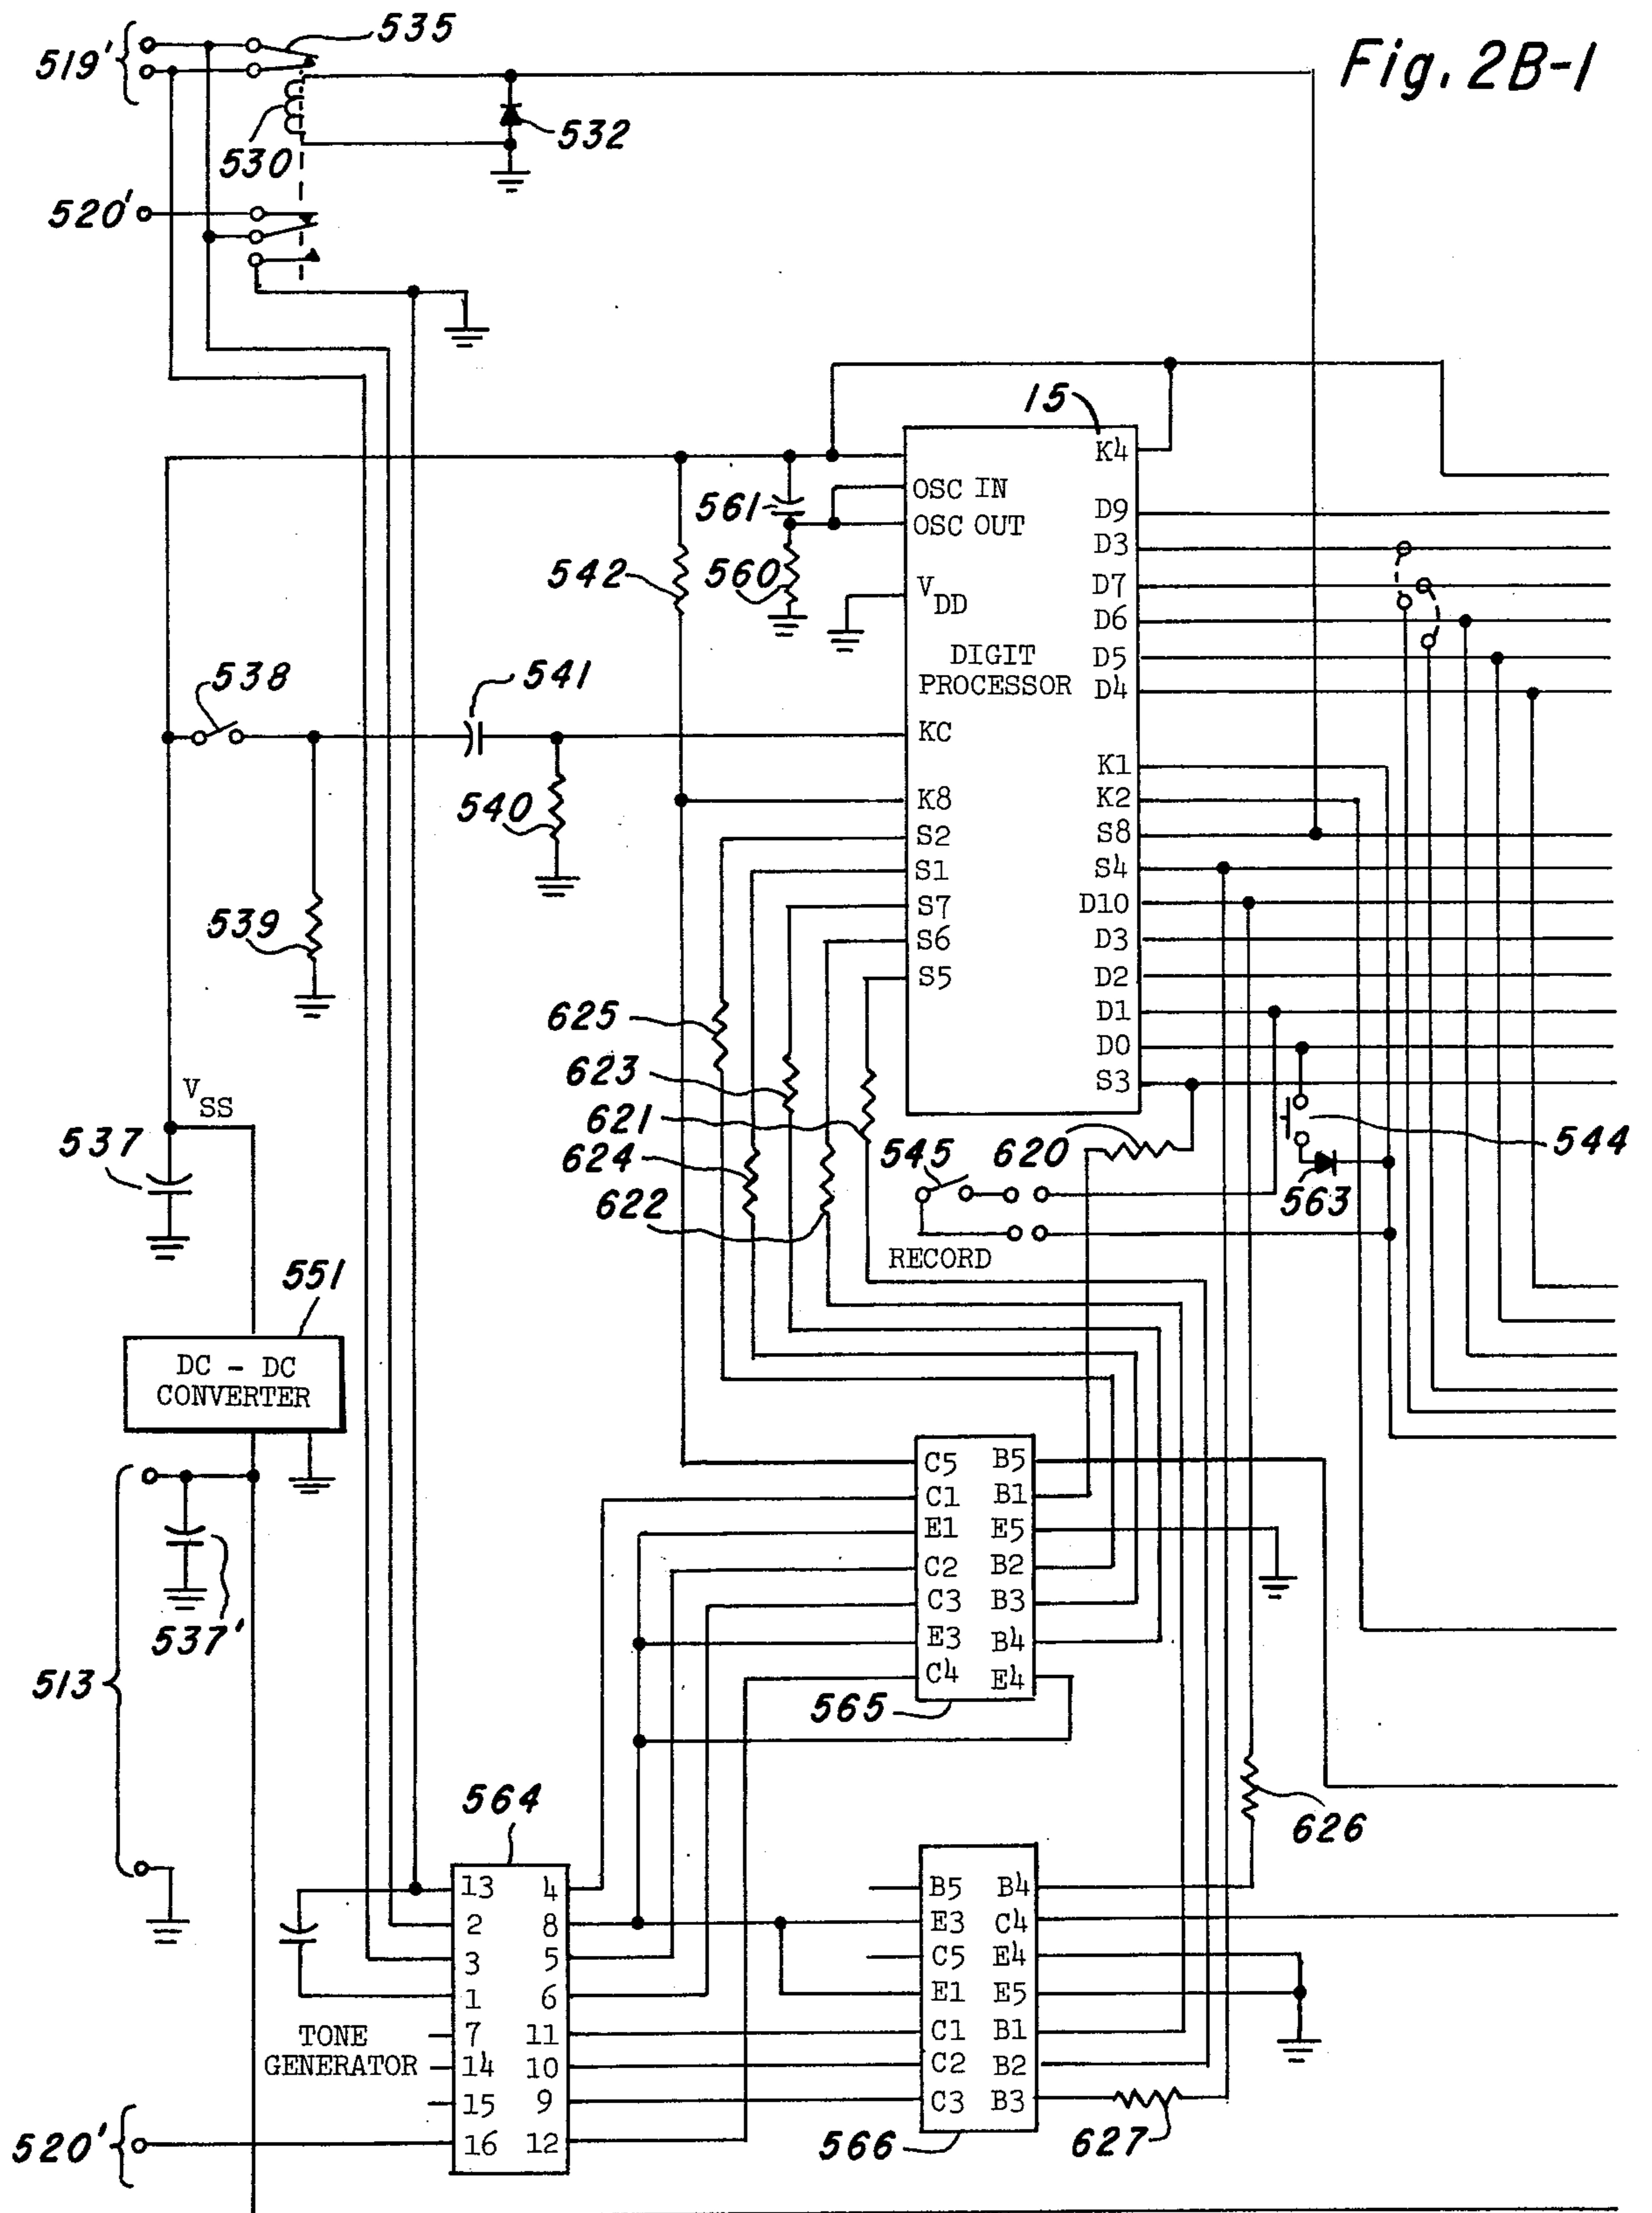 Fig. 2B-1
519'
535
530
532
520'
15
K4
OSC IN
OSC OUT
V DD
DIGIT
PROCESSOR
KC
K8
S2
S1
S7
S6
S5
D9
D3
D7
D6
D5
D4
K1
K2
S8
S4
D10
D3
D2
D1
D0
S3
561
542
560
538
541
540
539
625
623
621
624
622
545
620
544
563
RECORD
V SS
537
551
DC - DC
CONVERTER
537'
513
C5
C1
E1
C2
C3
E3
C4
B5
B1
E5
B2
B3
B4
E4
565
564
13
2
3
1
7
14
15
16
4
8
5
6
11
10
9
12
TONE
GENERATOR
520'
626
B5
E3
C5
E1
C1
C2
C3
B4
C4
E4
E5
B1
B2
B3
566
627